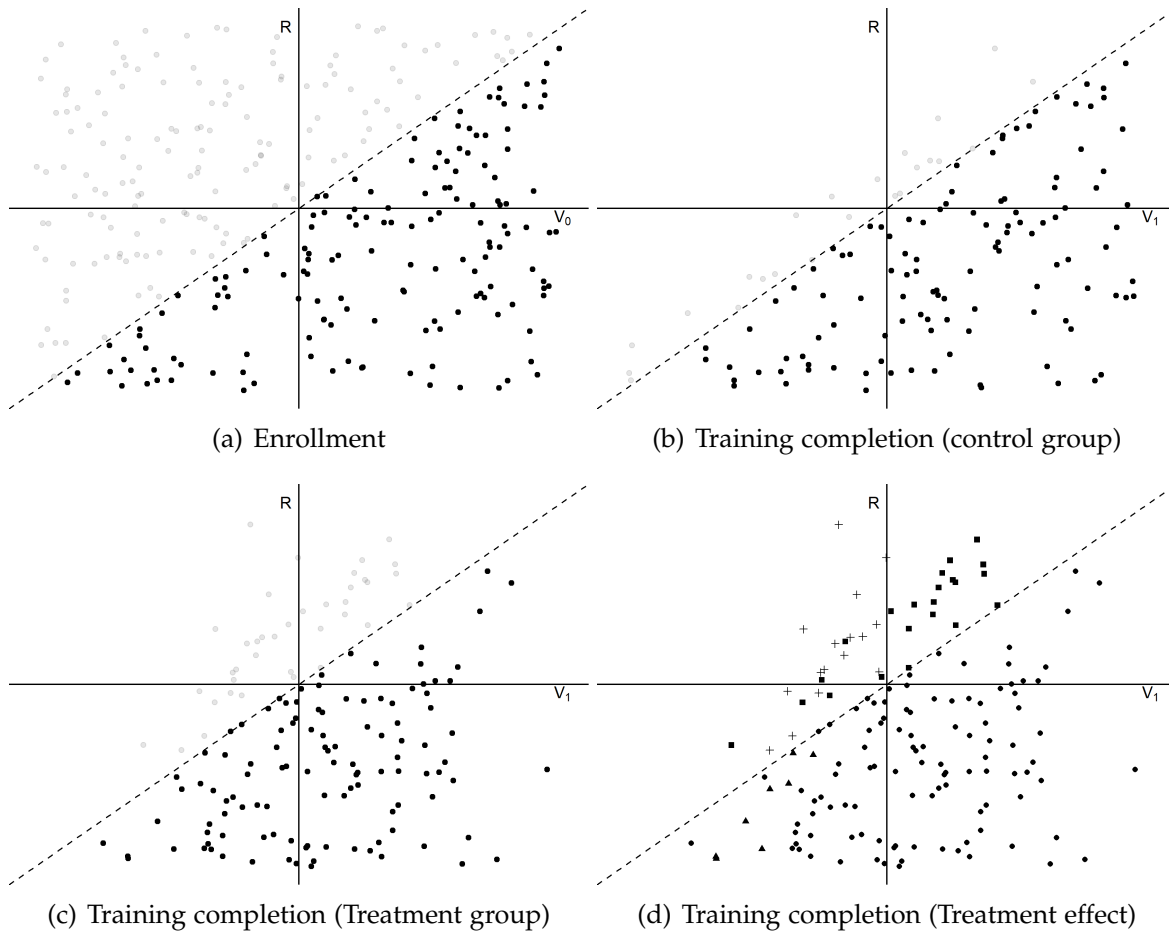 R
V₀
(a) Enrollment
R
V₁
(b) Training completion (control group)
R
V₁
(c) Training completion (Treatment group)
R
V₁
(d) Training completion (Treatment effect)